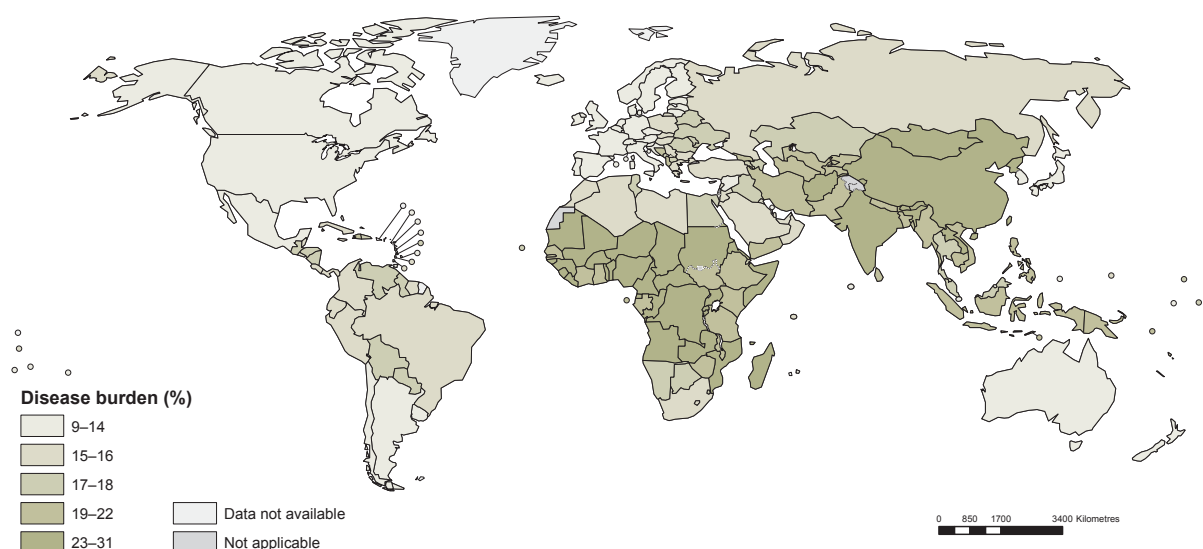 Disease burden (%)
9–14
15–16
17–18
19–22
23–31
Data not available
Not applicable
0 850 1700 3400 Kilometres